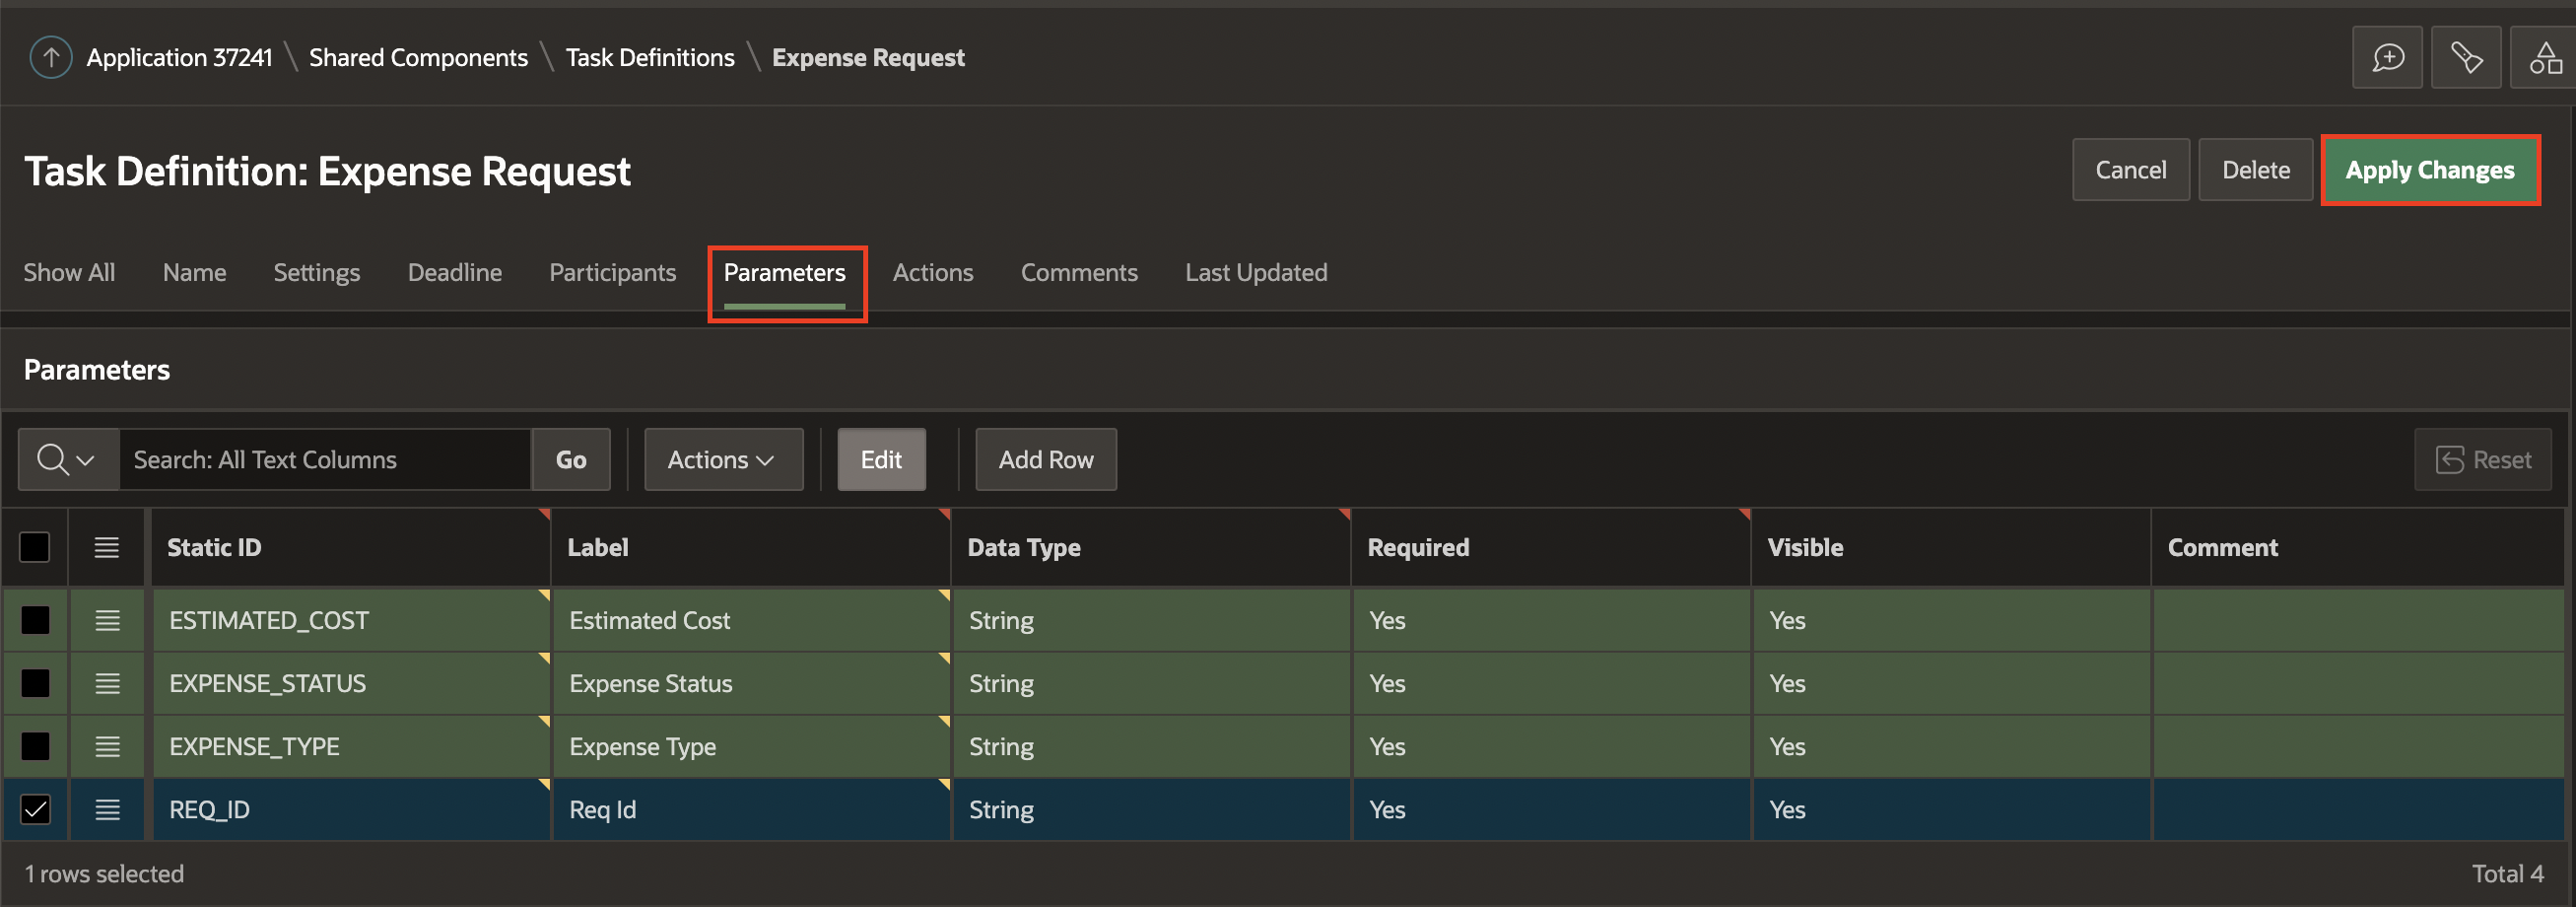 Application 37241 \ Shared Components \ Task Definitions \ Expense Request
Task Definition: Expense Request
Cancel Delete Apply Changes
Show All Name Settings Deadline Participants Parameters Actions Comments Last Updated
Parameters
Search: All Text Columns Go Actions Edit Add Row Reset
Static ID Label Data Type Required Visible Comment
ESTIMATED_COST Estimated Cost String Yes Yes
EXPENSE_STATUS Expense Status String Yes Yes
EXPENSE_TYPE Expense Type String Yes Yes
REQ_ID Req Id String Yes Yes
1 rows selected Total 4